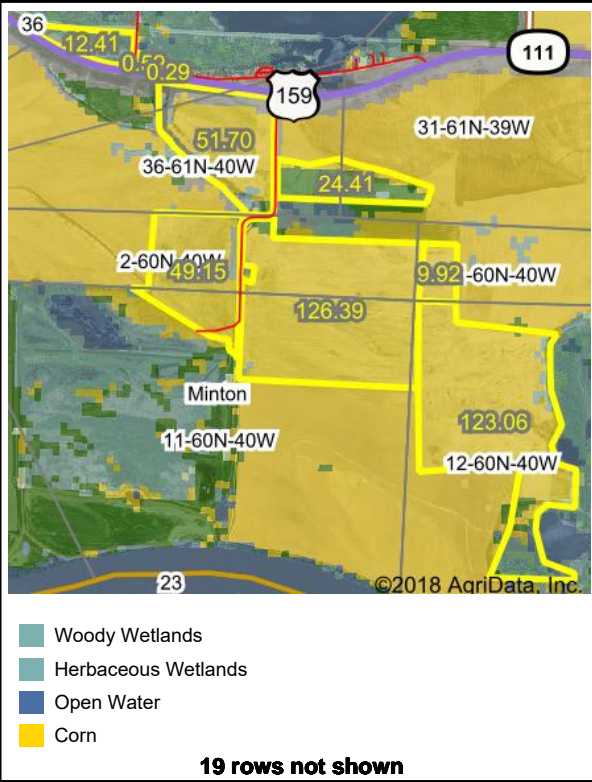 36
12.41
0.29
111
159
31-61N-39W
51.70
36-61N-40W
24.41
2-60N-40W
49.15
9.92
-60N-40W
126.39
Minton
123.06
11-60N-40W
12-60N-40W
23
©2018 AgriData, Inc.
Woody Wetlands
Herbaceous Wetlands
Open Water
Corn
19 rows not shown